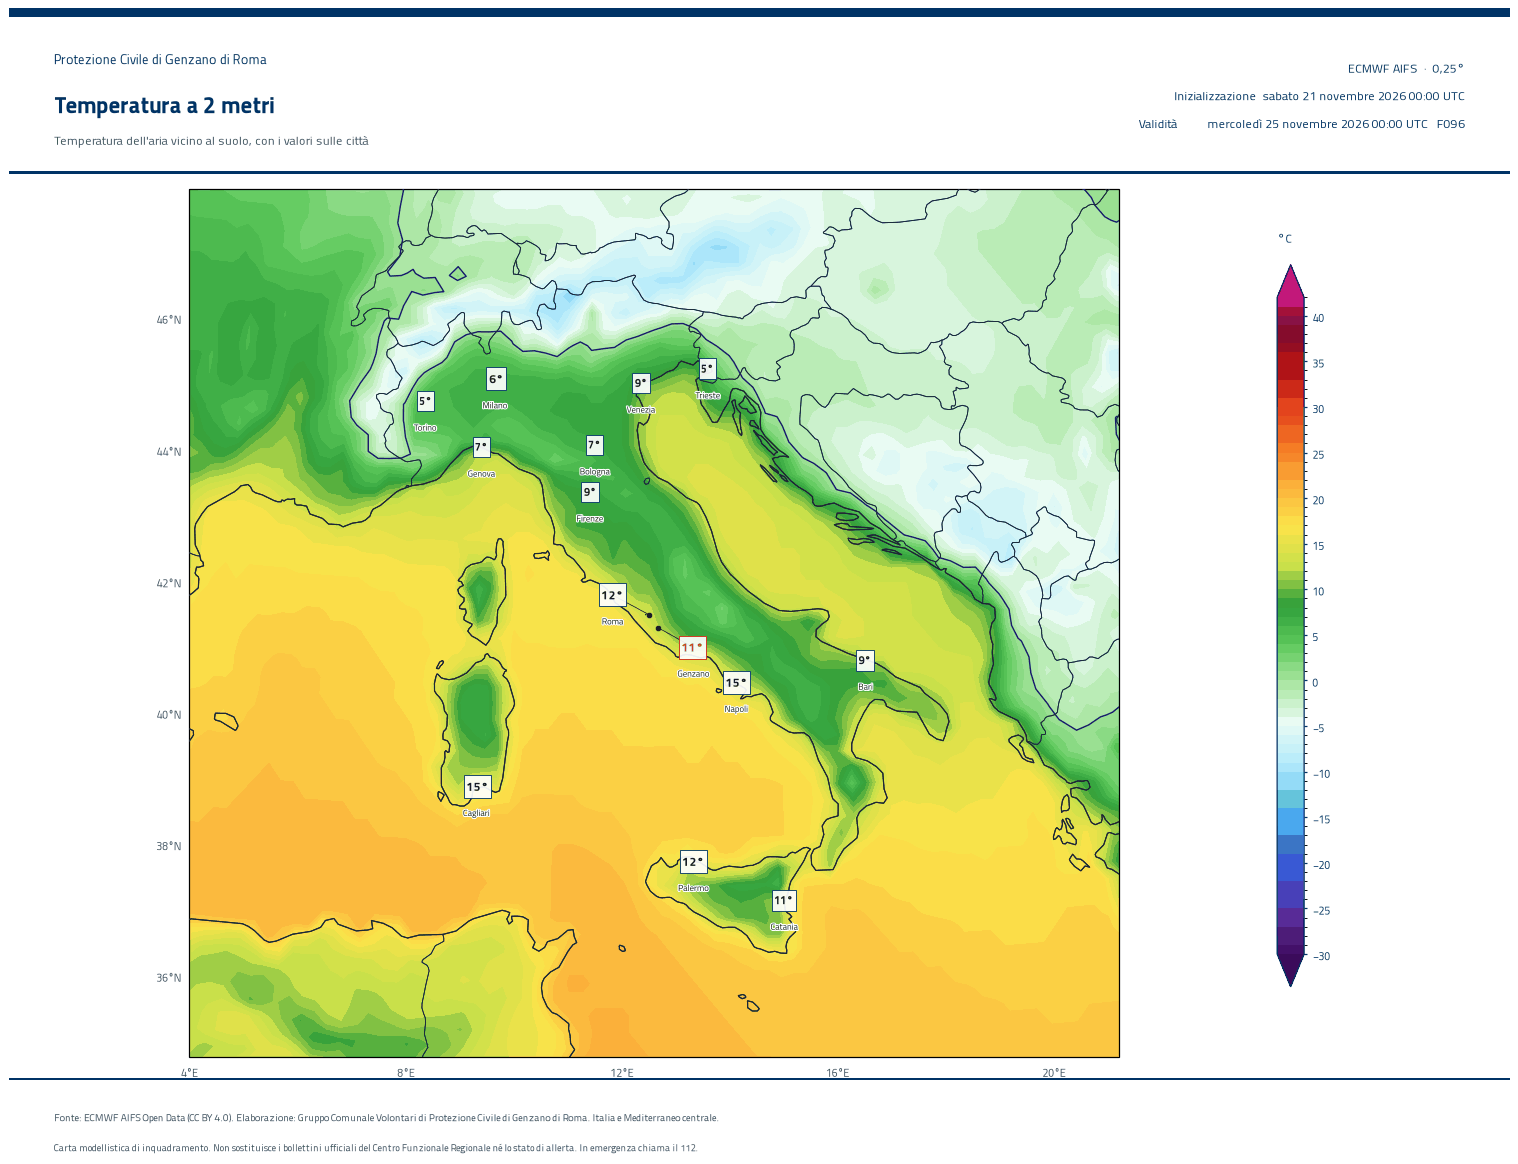 Protezione Civile di Genzano di Roma
Temperatura a 2 metri
Temperatura dell'aria vicino al suolo, con i valori sulle città
ECMWF AIFS · 0,25°
Inizializzazione sabato 21 novembre 2026 00:00 UTC
Validità mercoledì 25 novembre 2026 00:00 UTC F096
°C
40
35
30
25
20
15
10
5
0
−5
−10
−15
−20
−25
−30
46°N
44°N
42°N
40°N
38°N
36°N
4°E
8°E
12°E
16°E
20°E
5°
Torino
6°
Milano
9°
Venezia
5°
Trieste
7°
Genova
7°
Bologna
9°
Firenze
12°
Roma
11°
Genzano
15°
Napoli
9°
Bari
15°
Cagliari
12°
Palermo
11°
Catania
Fonte: ECMWF AIFS Open Data (CC BY 4.0). Elaborazione: Gruppo Comunale Volontari di Protezione Civile di Genzano di Roma. Italia e Mediterraneo centrale.
Carta modellistica di inquadramento. Non sostituisce i bollettini ufficiali del Centro Funzionale Regionale né lo stato di allerta. In emergenza chiama il 112.